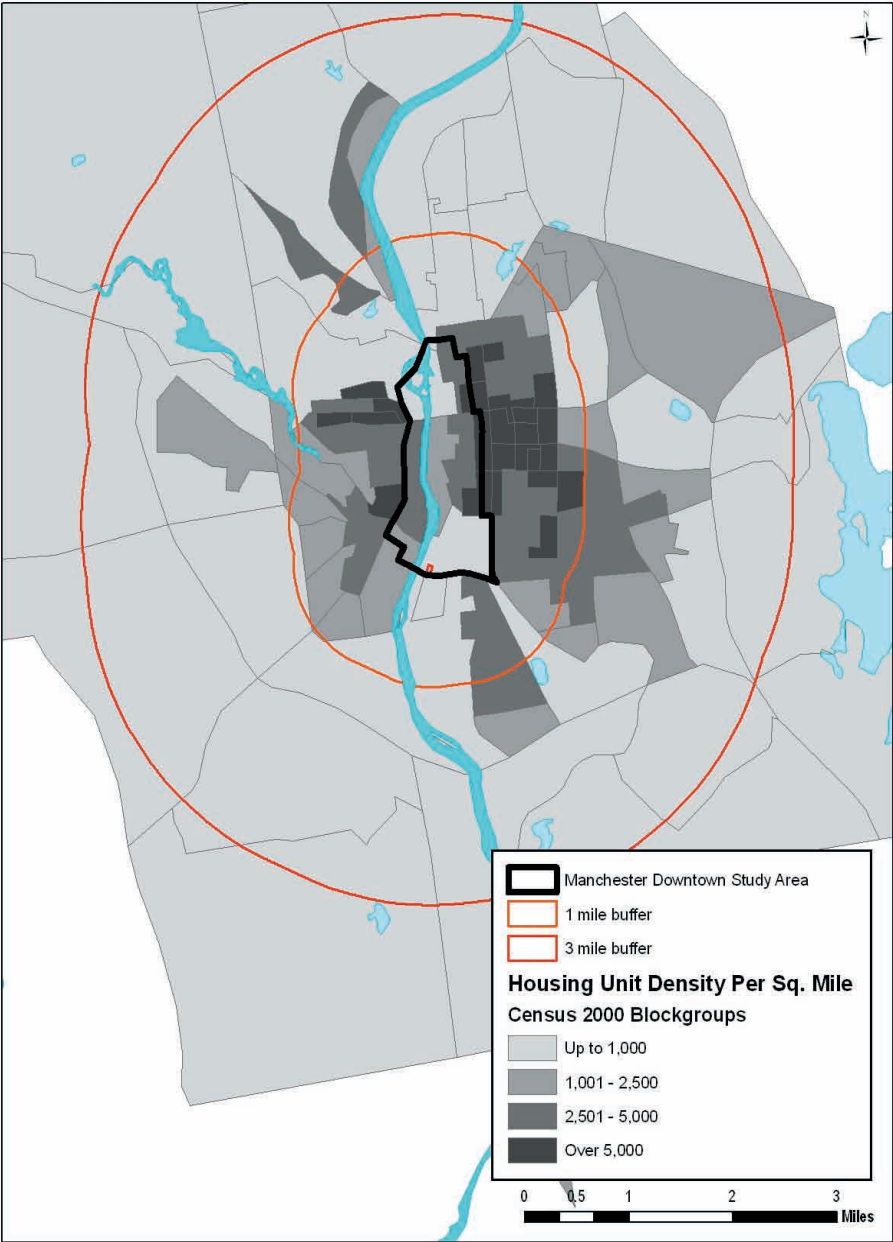 N
Manchester Downtown Study Area
1 mile buffer
3 mile buffer
Housing Unit Density Per Sq. Mile
Census 2000 Blockgroups
Up to 1,000
1,001 - 2,500
2,501 - 5,000
Over 5,000
0 0.5 1 2 3
Miles